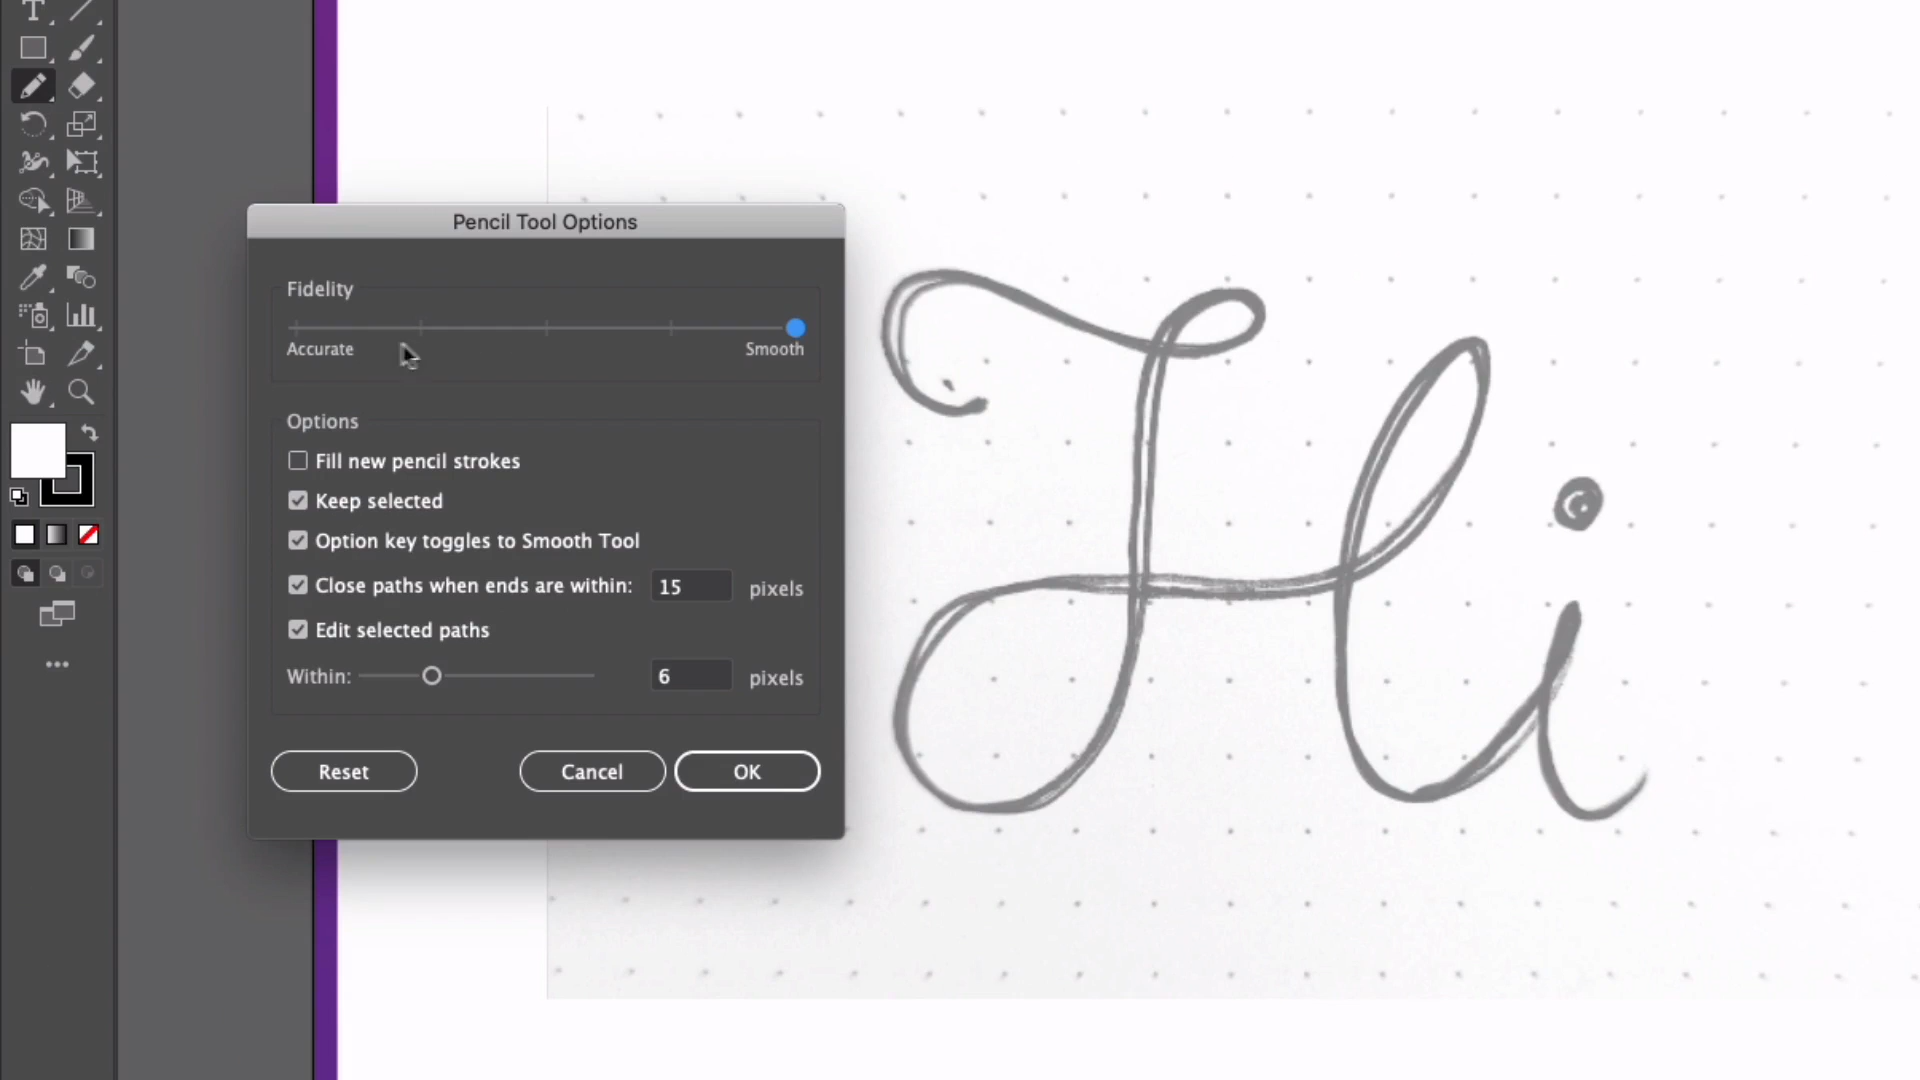 Pencil Tool Options
Fidelity
Accurate Smooth
Options
Fill new pencil strokes
Keep selected
Option key toggles to Smooth Tool
Close paths when ends are within: 15 pixels
Edit selected paths
Within: 6 pixels
Reset Cancel OK
Hi